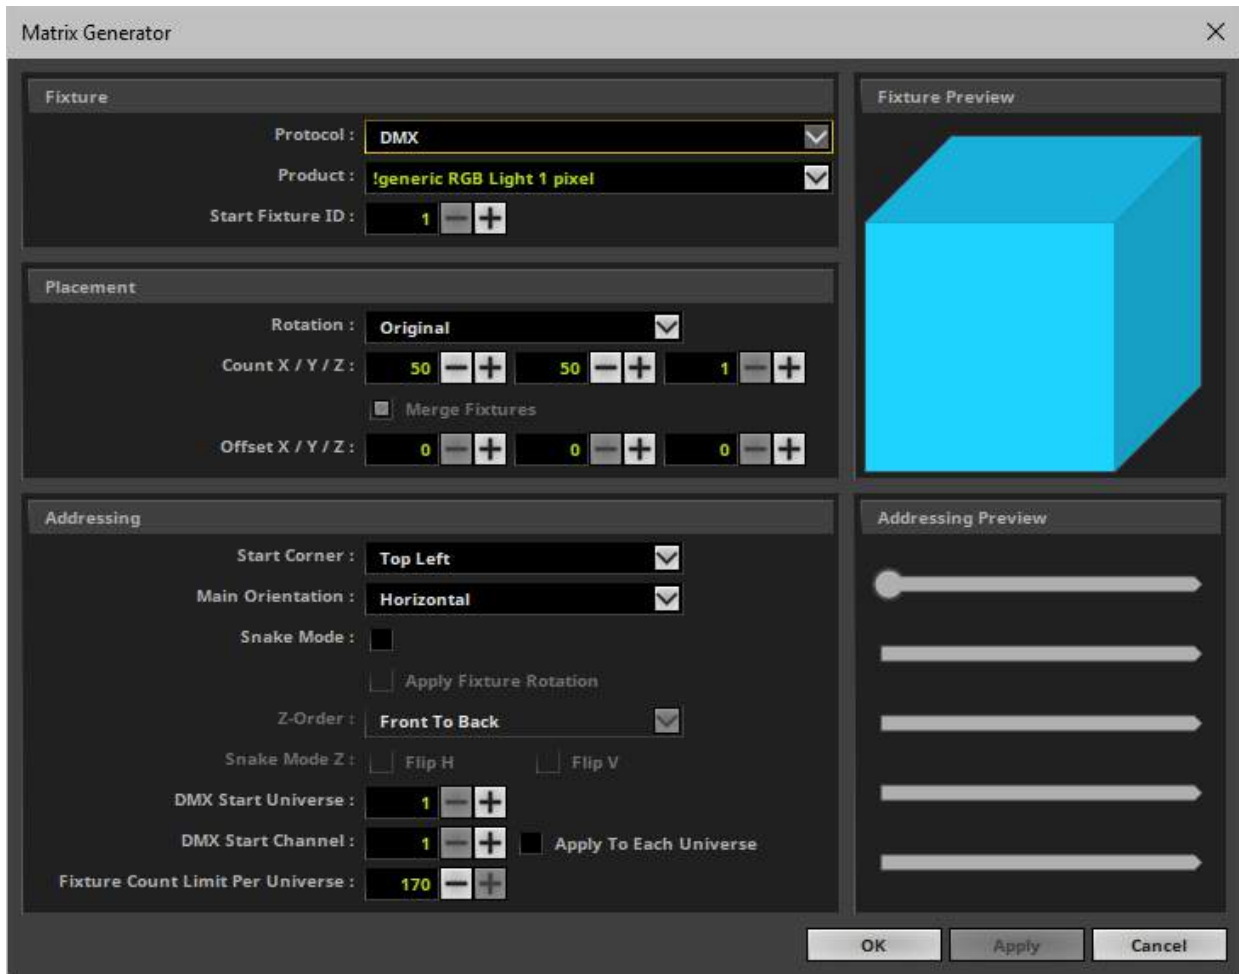 Matrix Generator
Fixture
Protocol : DMX
Product : !generic RGB Light 1 pixel
Start Fixture ID : 1
Placement
Rotation : Original
Count X / Y / Z : 50 50 1
Merge Fixtures
Offset X / Y / Z : 0 0 0
Addressing
Start Corner : Top Left
Main Orientation : Horizontal
Snake Mode :
Apply Fixture Rotation
Z-Order : Front To Back
Snake Mode Z : Flip H Flip V
DMX Start Universe : 1
DMX Start Channel : 1 Apply To Each Universe
Fixture Count Limit Per Universe : 170
Fixture Preview
Addressing Preview
OK Apply Cancel